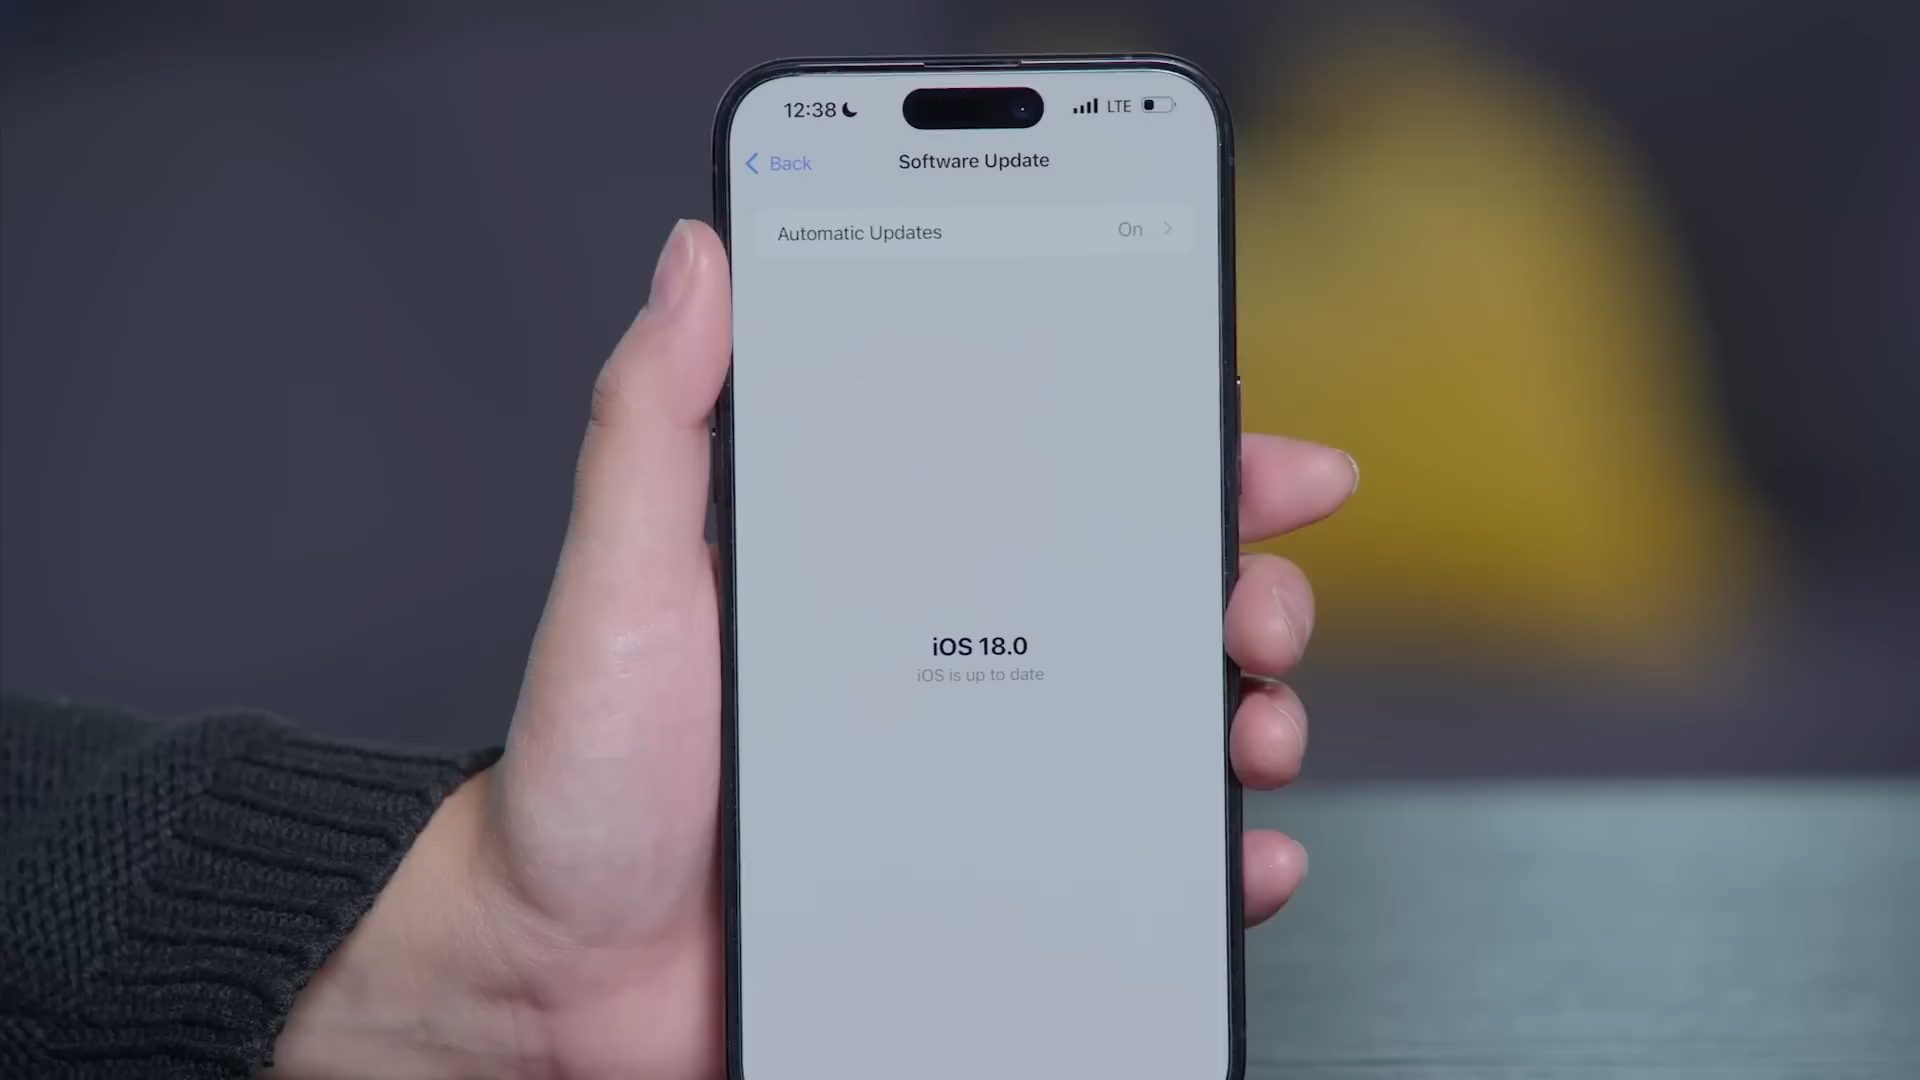 12:38 LTE
Back Software Update
Automatic Updates On
iOS 18.0
iOS is up to date